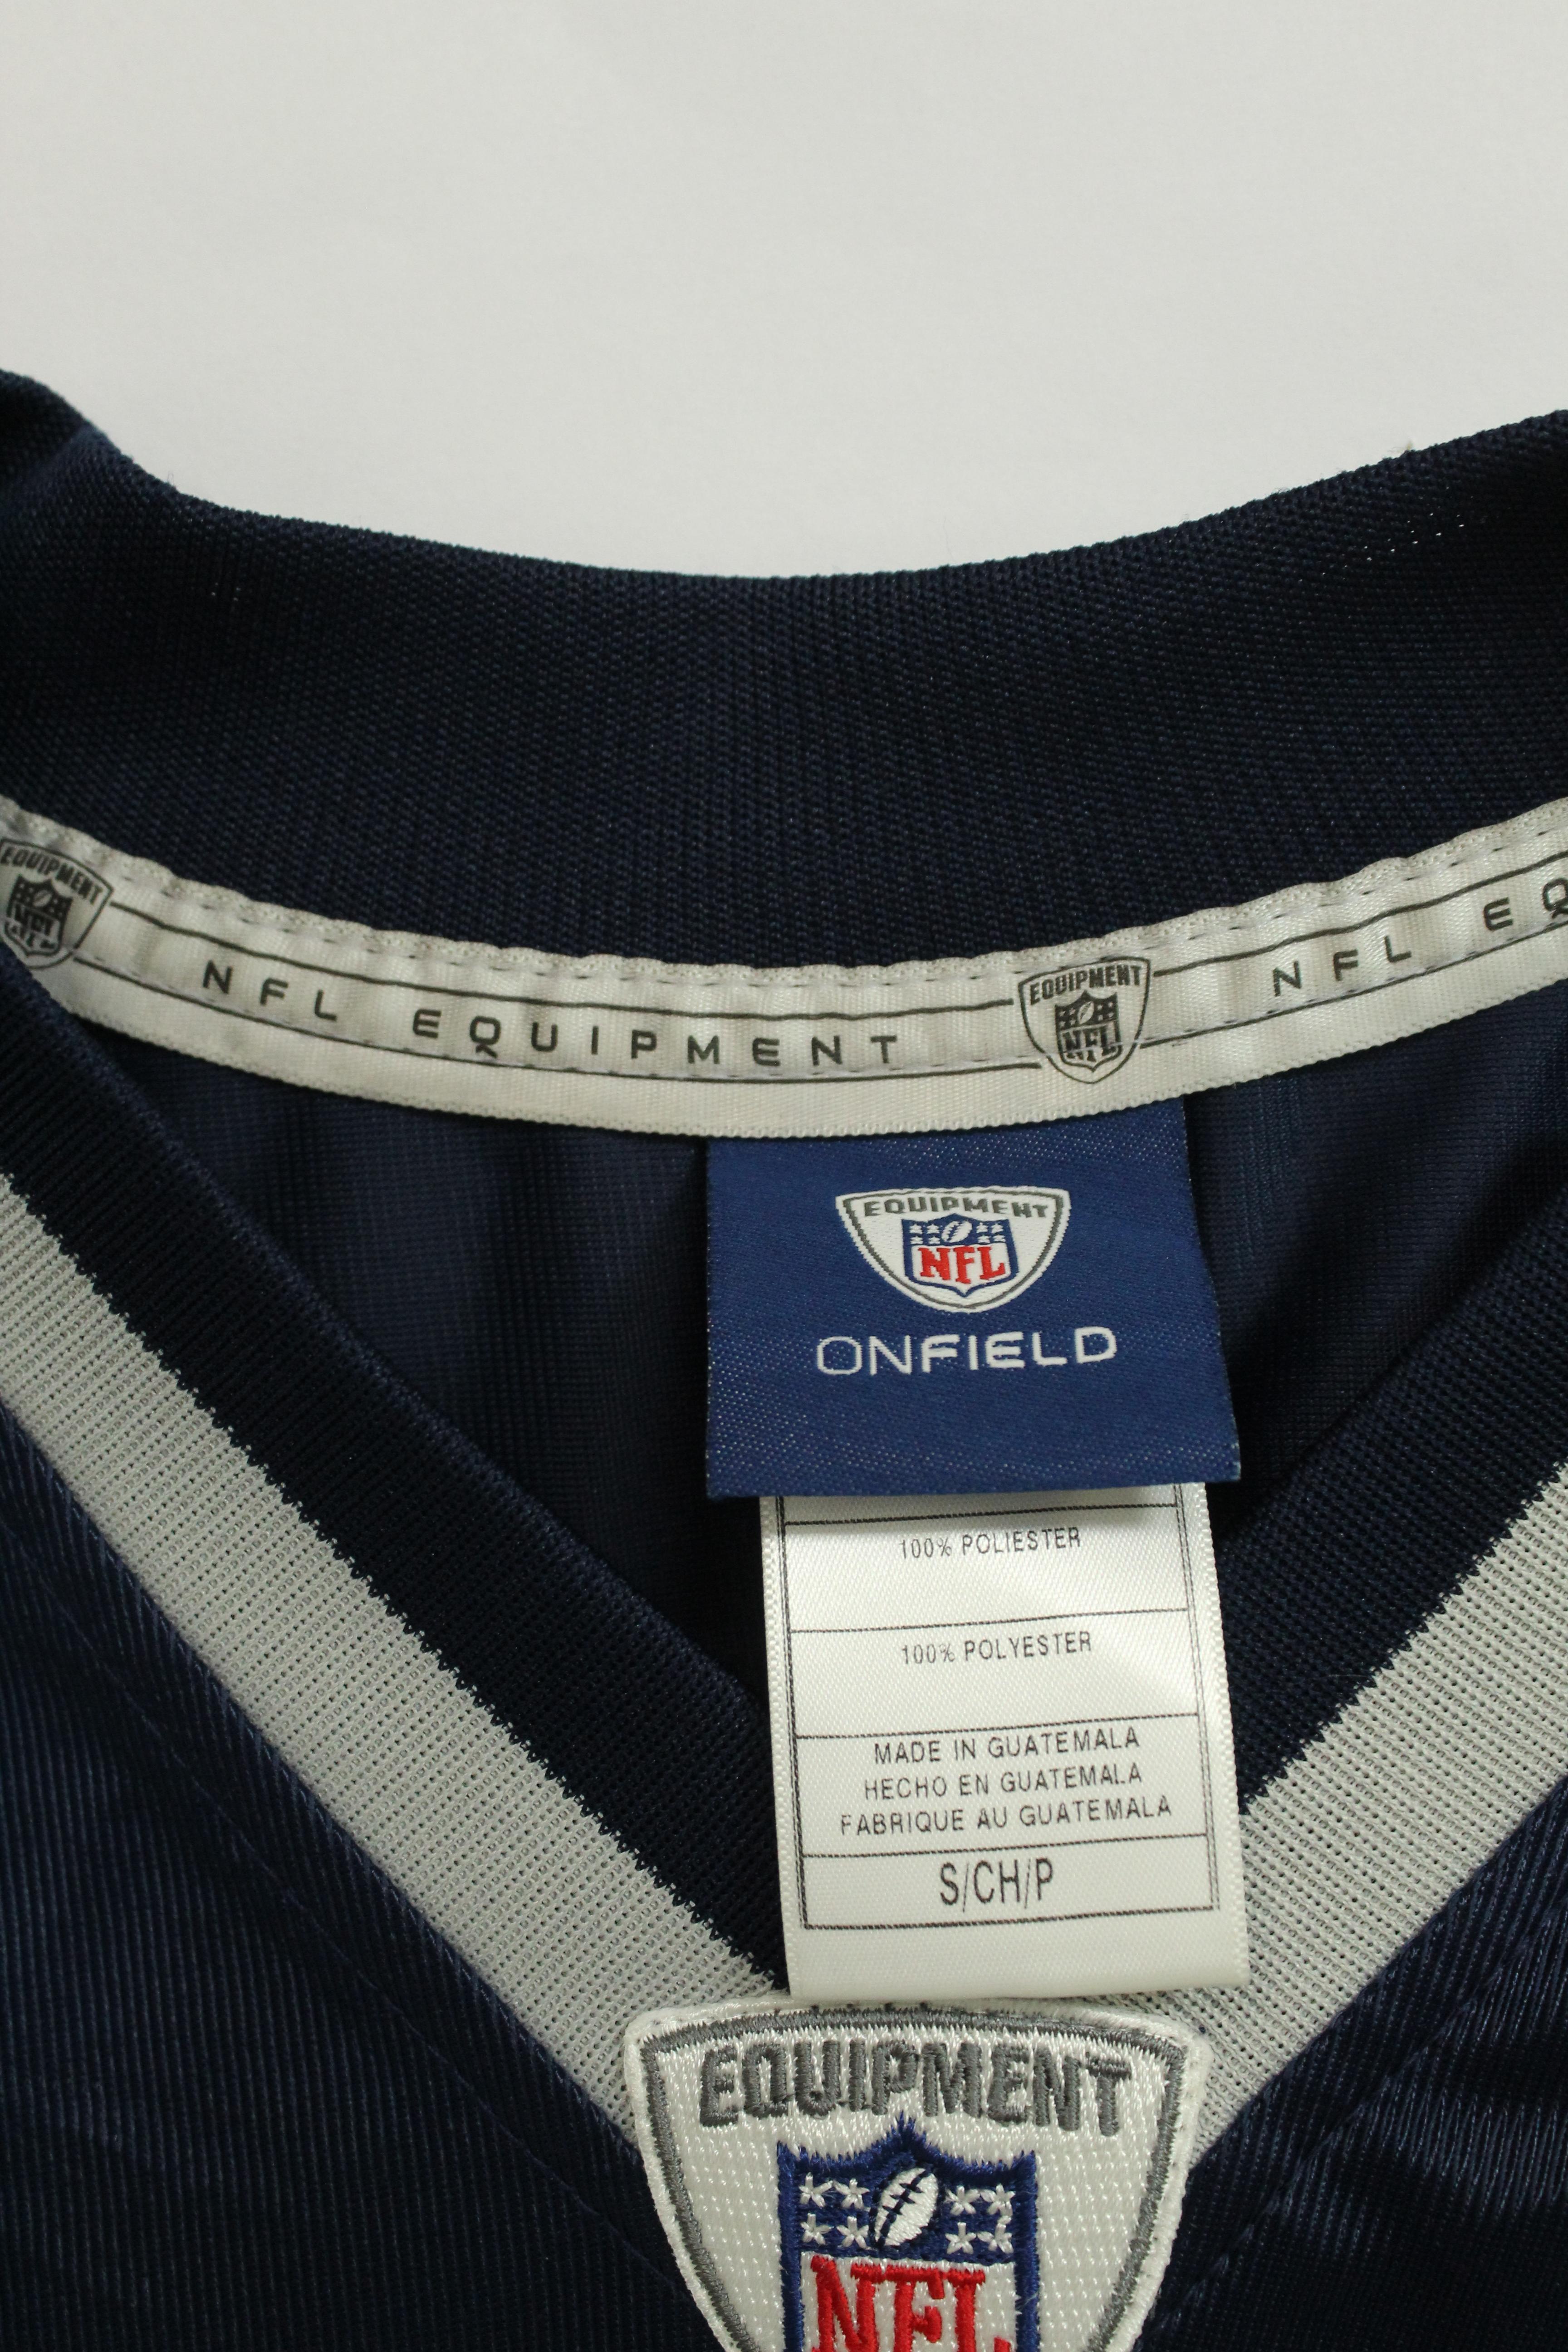 EQUIPMENT
NFL
NFL EQUIPMENT
EQUIPMENT
NFL
NFL EQ
EQUIPMENT
NFL
ONFIELD
100% POLIESTER
100% POLYESTER
MADE IN GUATEMALA
HECHO EN GUATEMALA
FABRIQUE AU GUATEMALA
S/CH/P
EQUIPMENT
NFL